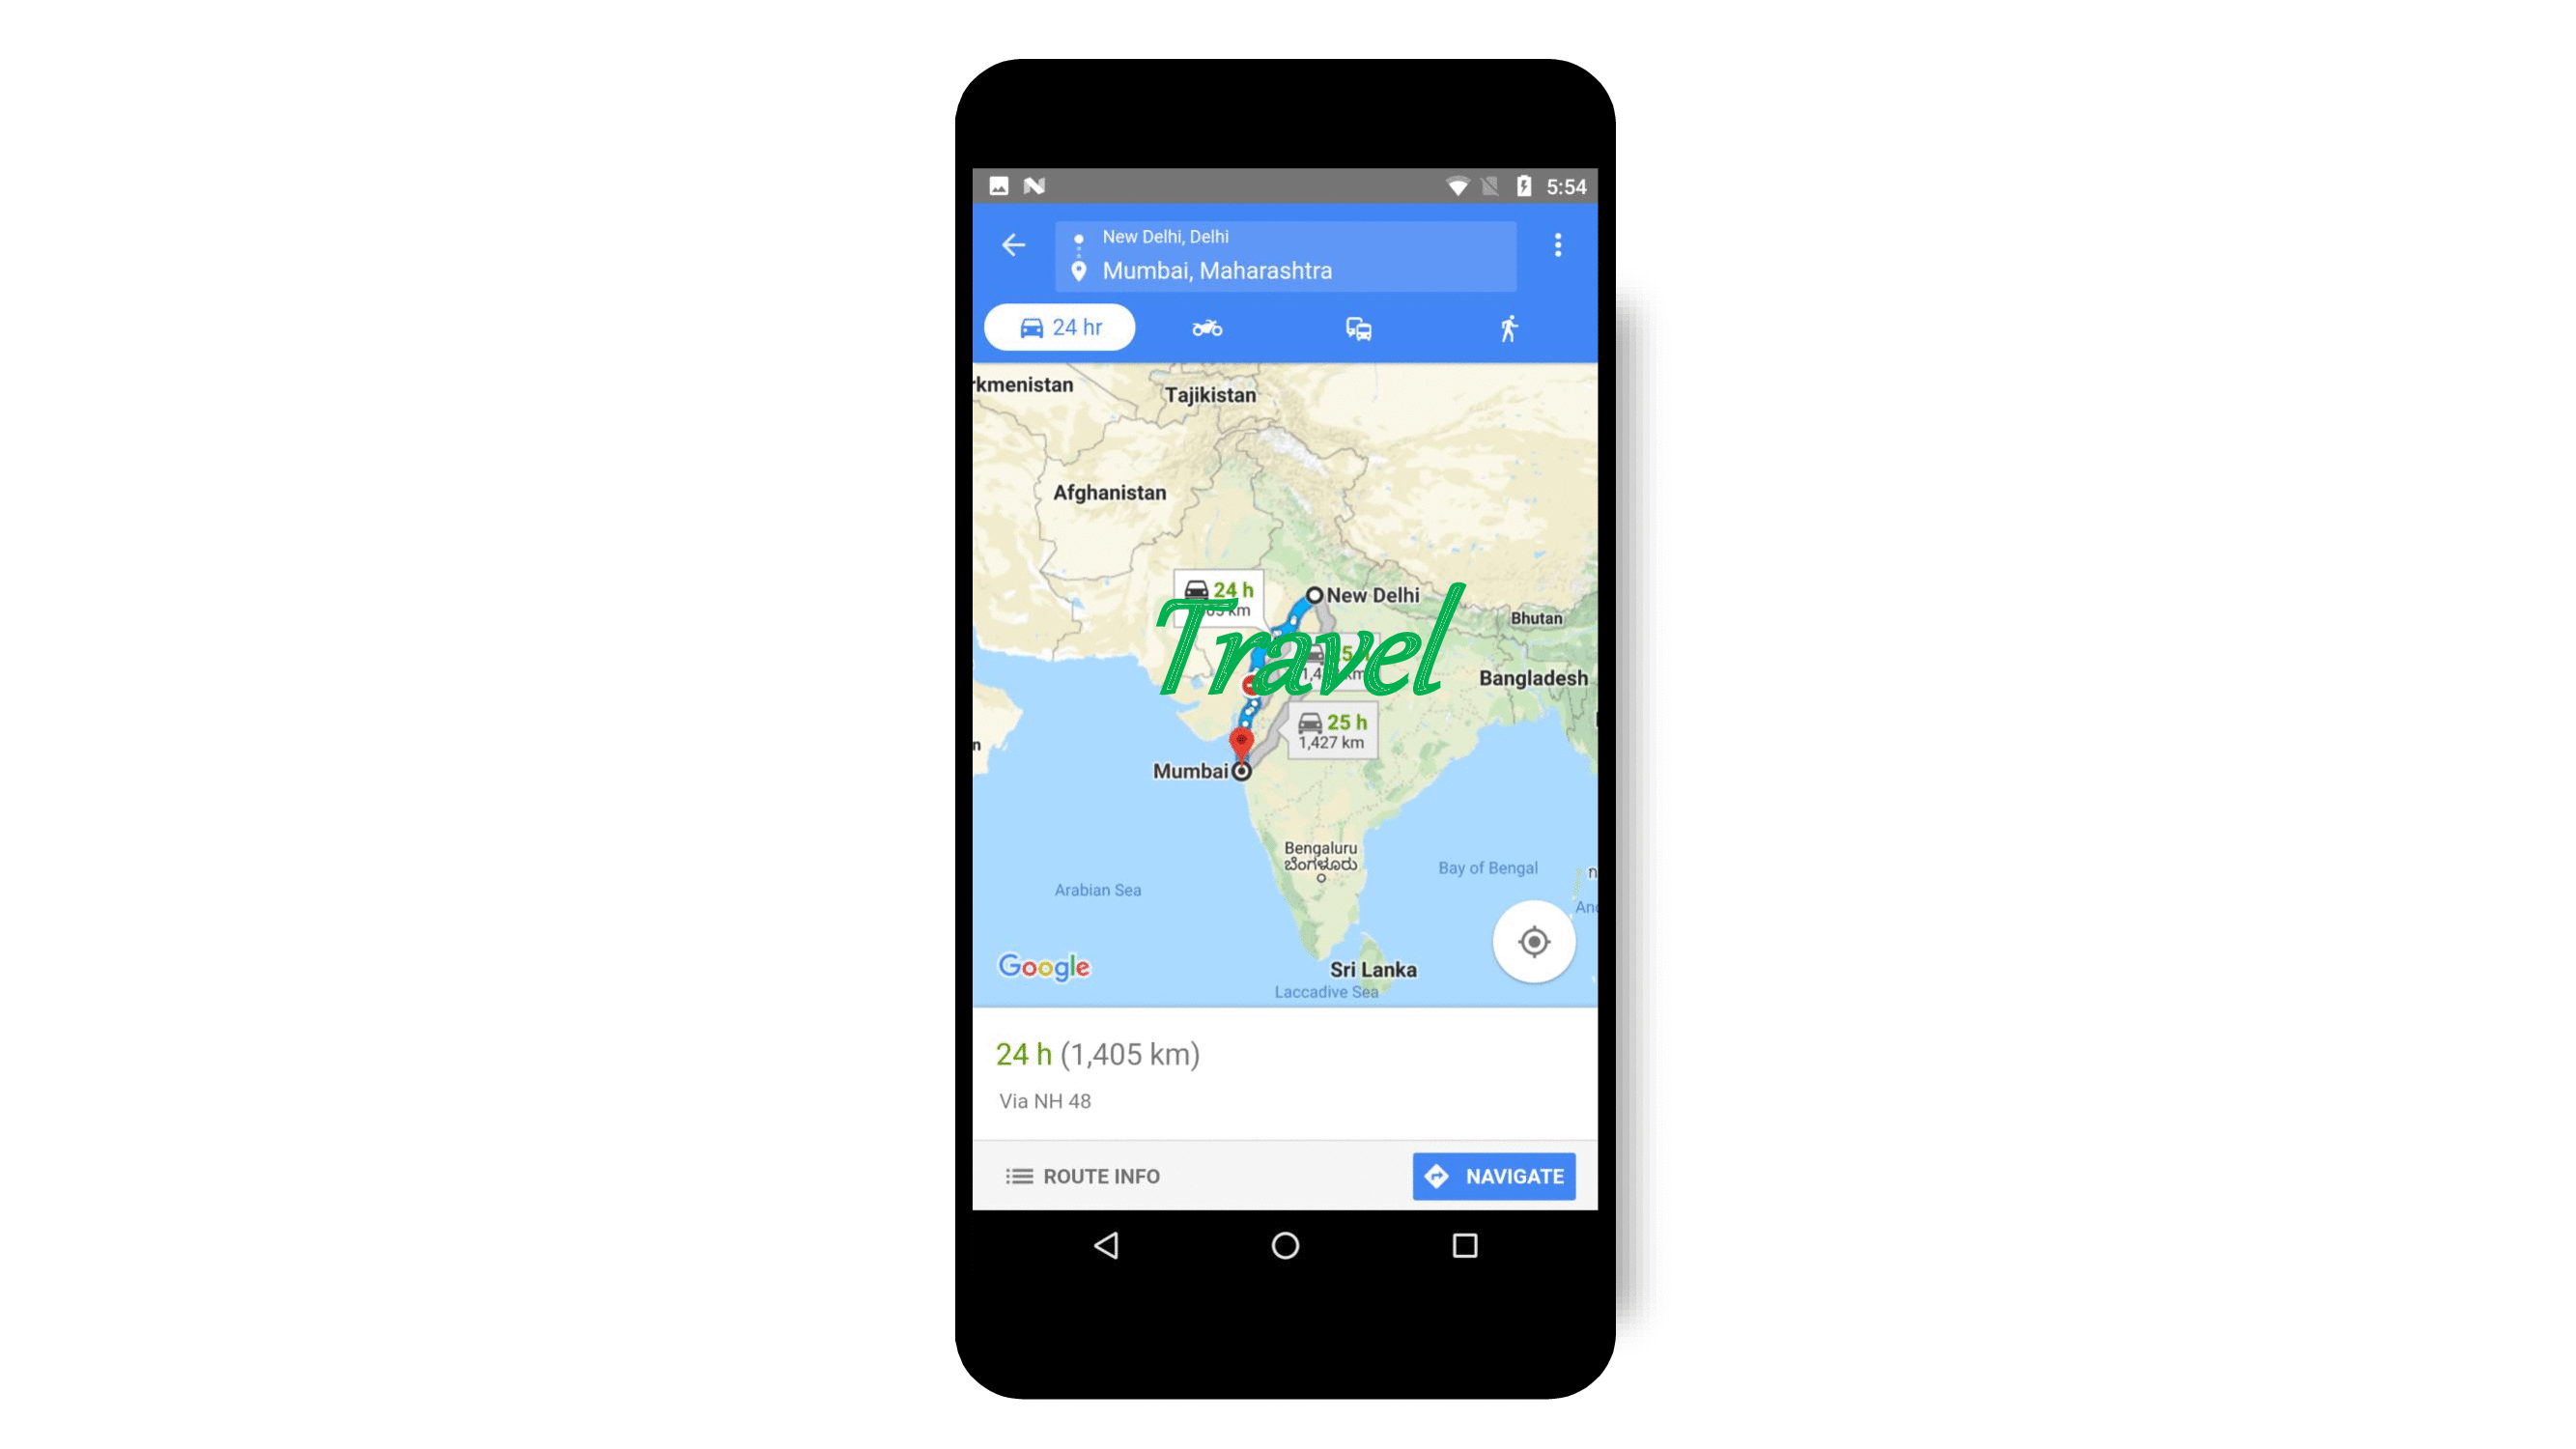 5:54
New Delhi, Delhi
Mumbai, Maharashtra
24 hr
rkmenistan
Tajikistan
Afghanistan
24 h
km
New Delhi
Bhutan
Travel
Bangladesh
25 h
1,427 km
Mumbai
Bengaluru
ಬೆಂಗಳೂರು
Bay of Bengal
Arabian Sea
Google
Sri Lanka
Laccadive Sea
24 h (1,405 km)
Via NH 48
ROUTE INFO
NAVIGATE